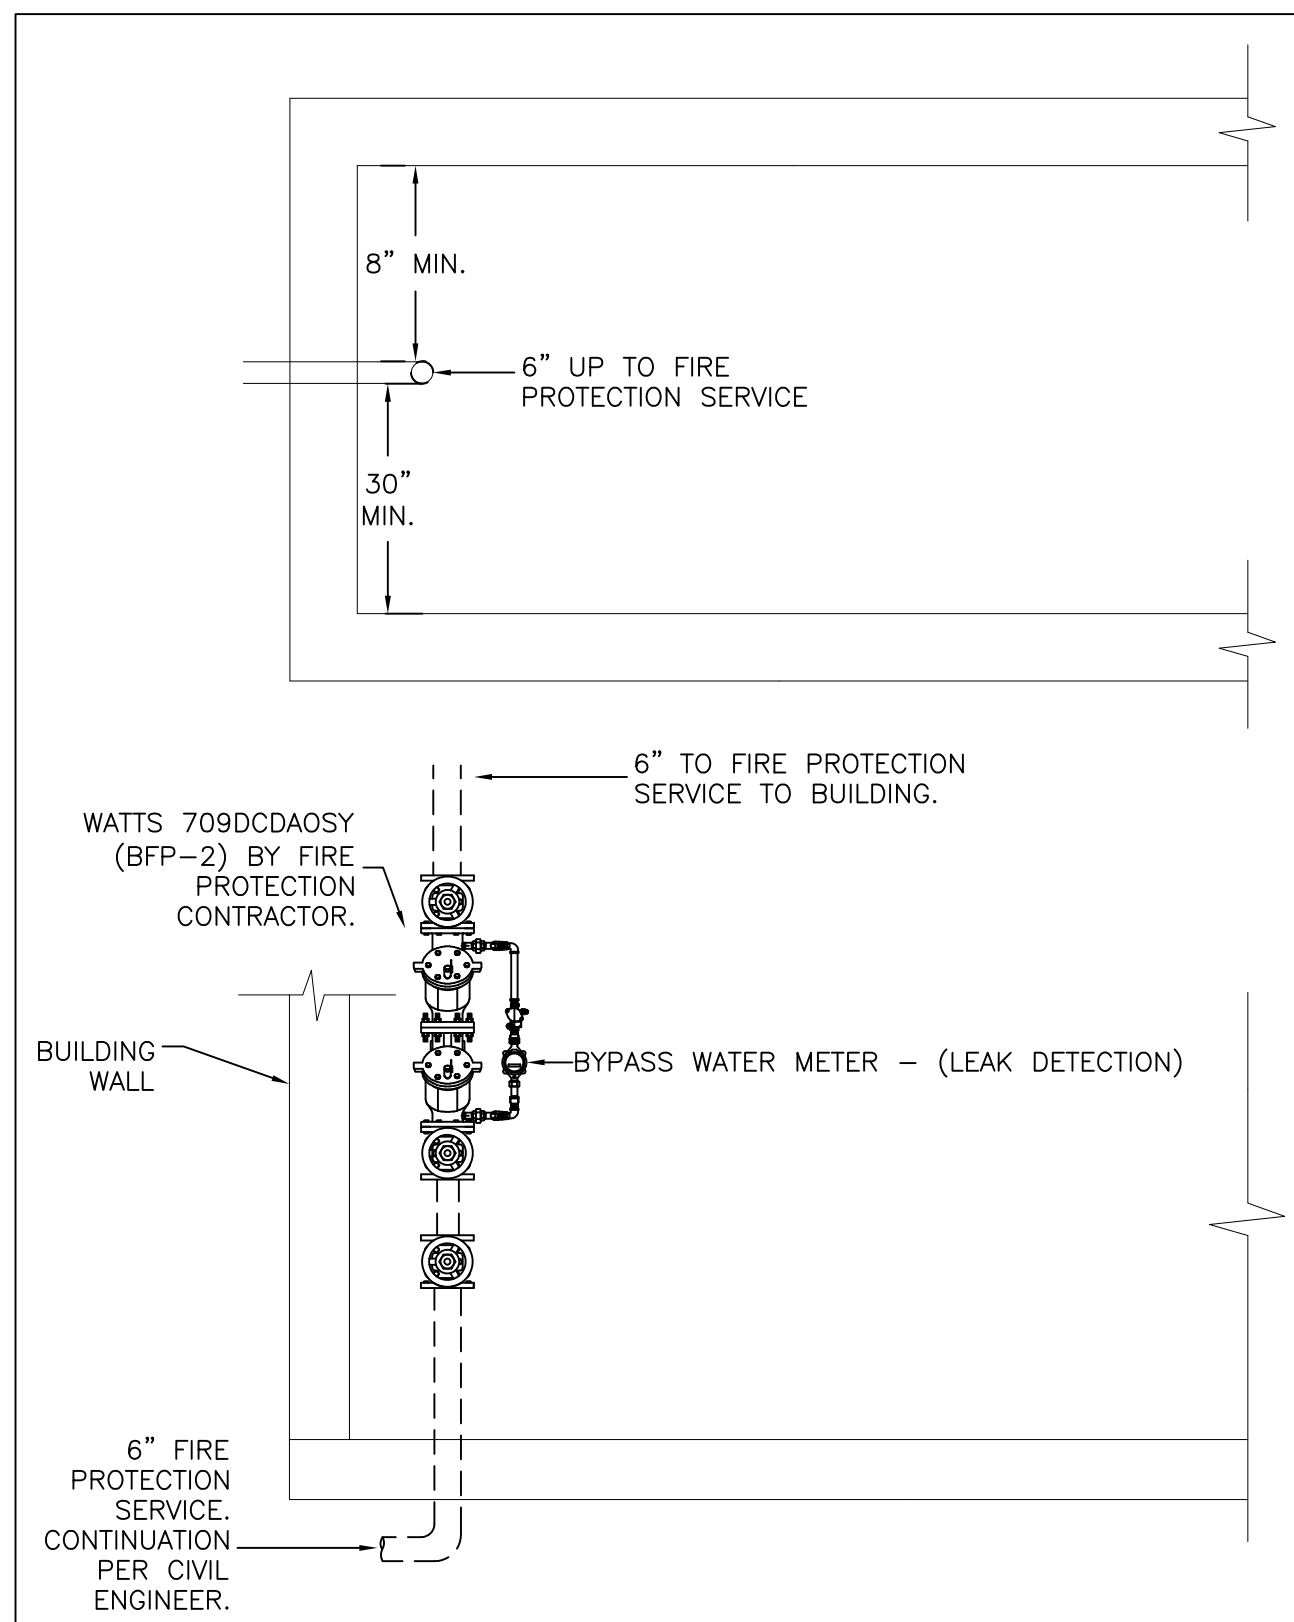 8” MIN.
6” UP TO FIRE
PROTECTION SERVICE
30”
MIN.
6” TO FIRE PROTECTION
SERVICE TO BUILDING.
WATTS 709DCDAOSY
(BFP−2) BY FIRE
PROTECTION
CONTRACTOR.
BUILDING
WALL
BYPASS WATER METER − (LEAK DETECTION)
6” FIRE
PROTECTION
SERVICE.
CONTINUATION
PER CIVIL
ENGINEER.